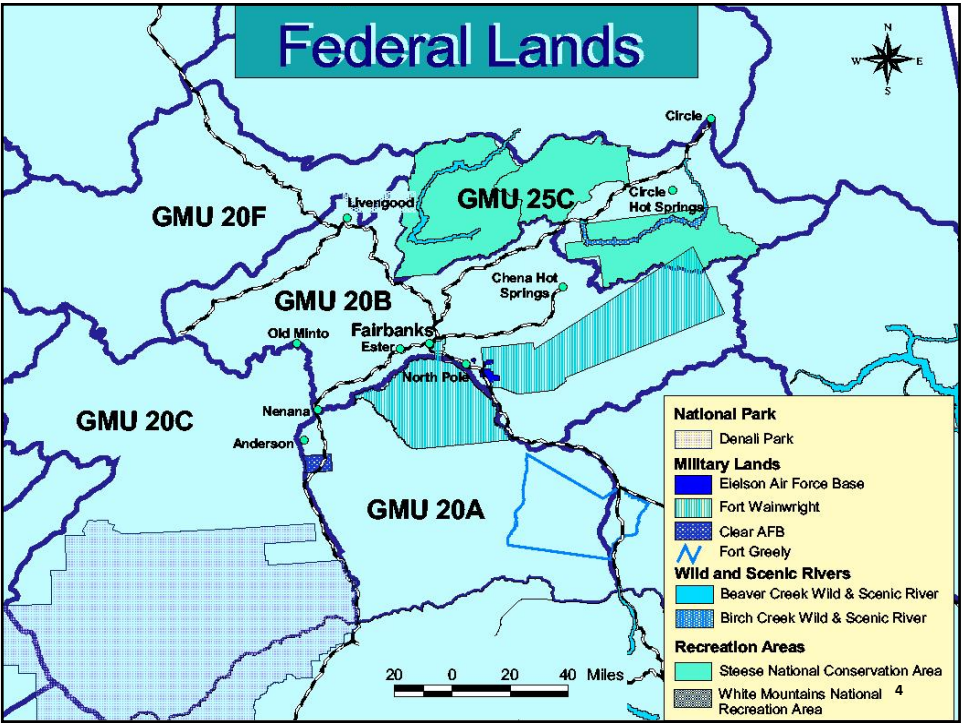 Federal Lands
N
W
E
S
Circle
Circle
Hot Springs
GMU 25C
Livengood
GMU 20F
Chena Hot
Springs
GMU 20B
Old Minto
Fairbanks
Ester
North Pole
Nenana
GMU 20C
Anderson
GMU 20A
20 0 20 40 Miles
National Park
Denali Park
Military Lands
Eielson Air Force Base
Fort Wainwright
Clear AFB
Fort Greely
Wild and Scenic Rivers
Beaver Creek Wild & Scenic River
Birch Creek Wild & Scenic River
Recreation Areas
Steese National Conservation Area
White Mountains National
Recreation Area
4